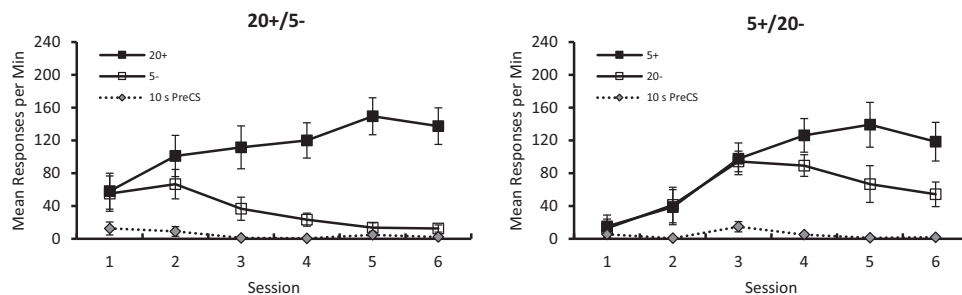 20+/5-
Mean Responses per Min
240
200
160
120
80
40
0
20+
5-
10 s PreCS
1 2 3 4 5 6
Session
5+/20-
Mean Responses per Min
240
200
160
120
80
40
0
5+
20-
10 s PreCS
1 2 3 4 5 6
Session